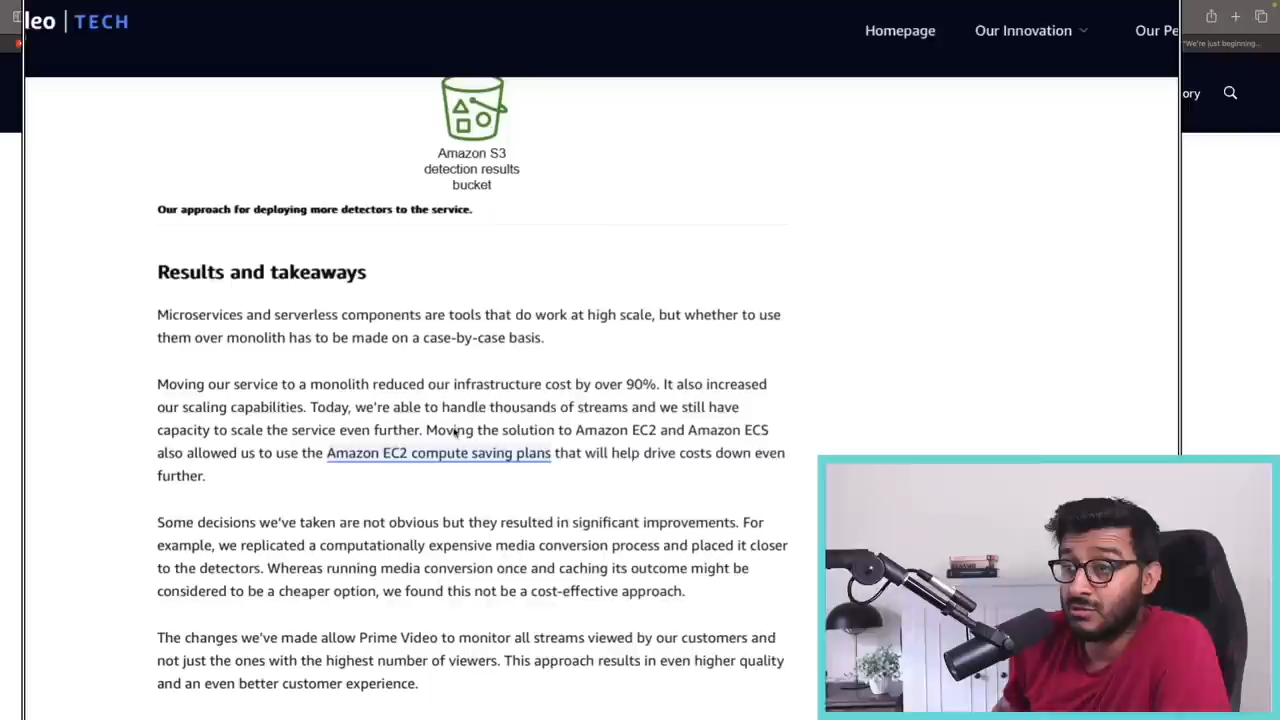 leo | TECH
Homepage
Our Innovation
Our Pe
"We're just beginning...
ory
Amazon S3
detection results
bucket
Our approach for deploying more detectors to the service.
Results and takeaways
Microservices and serverless components are tools that do work at high scale, but whether to use
them over monolith has to be made on a case-by-case basis.
Moving our service to a monolith reduced our infrastructure cost by over 90%. It also increased
our scaling capabilities. Today, we're able to handle thousands of streams and we still have
capacity to scale the service even further. Moving the solution to Amazon EC2 and Amazon ECS
also allowed us to use the Amazon EC2 compute saving plans that will help drive costs down even
further.
Some decisions we've taken are not obvious but they resulted in significant improvements. For
example, we replicated a computationally expensive media conversion process and placed it closer
to the detectors. Whereas running media conversion once and caching its outcome might be
considered to be a cheaper option, we found this not be a cost-effective approach.
The changes we've made allow Prime Video to monitor all streams viewed by our customers and
not just the ones with the highest number of viewers. This approach results in even higher quality
and an even better customer experience.